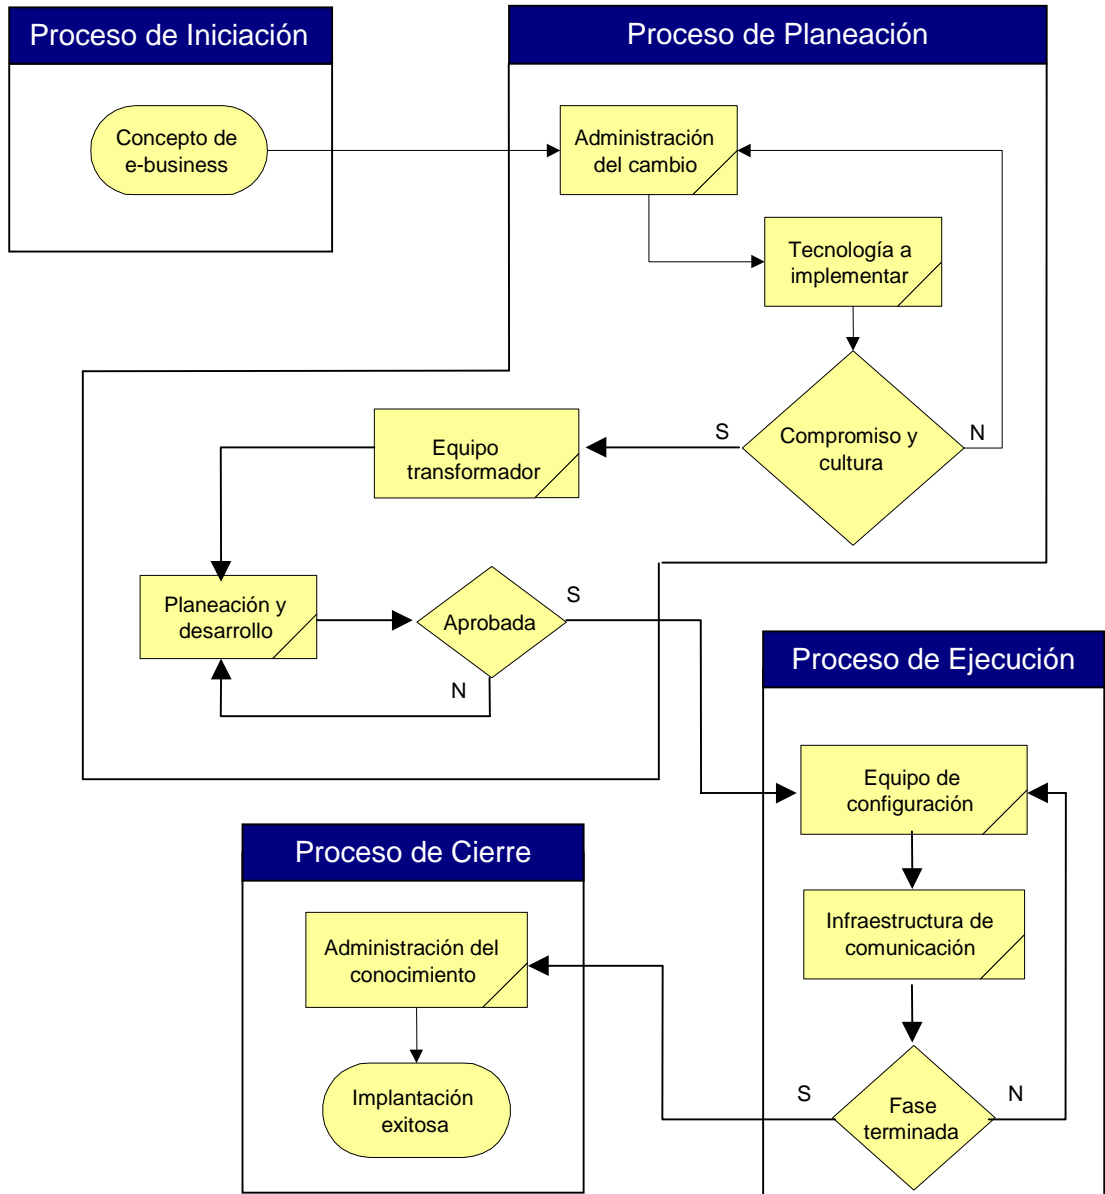 Proceso de Iniciación
Proceso de Planeación
Concepto de
e-business
Administración
del cambio
Tecnología a
implementar
Compromiso y
cultura
S
N
Equipo
transformador
Planeación y
desarrollo
Aprobada
S
N
Proceso de Ejecución
Equipo de
configuración
Infraestructura de
comunicación
Fase
terminada
S
N
Proceso de Cierre
Administración del
conocimiento
Implantación
exitosa